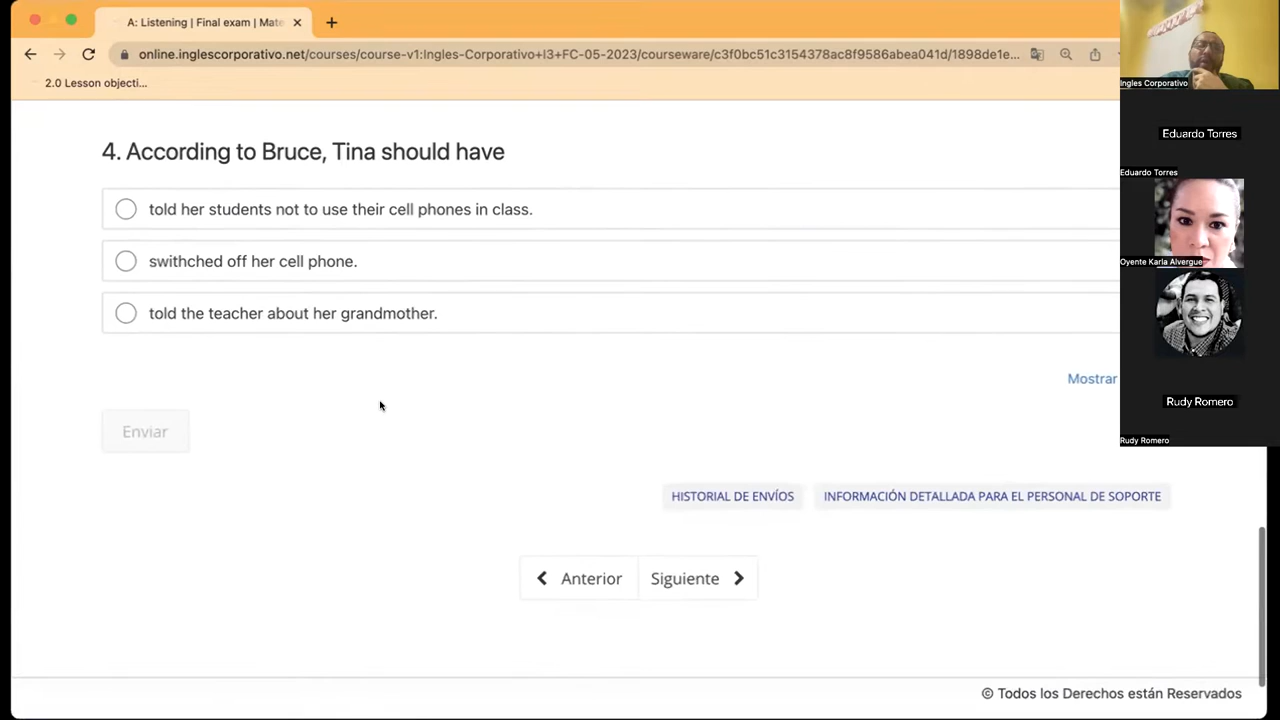 A: Listening | Final exam | Mate
online.inglescorporativo.net/courses/course-v1:Ingles-Corporativo+I3+FC-05-2023/courseware/c3f0bc51c3154378ac8f9586abea041d/1898de1e...
2.0 Lesson objecti...
4. According to Bruce, Tina should have
told her students not to use their cell phones in class.
swithched off her cell phone.
told the teacher about her grandmother.
Mostrar
Enviar
HISTORIAL DE ENVÍOS
INFORMACIÓN DETALLADA PARA EL PERSONAL DE SOPORTE
Anterior
Siguiente
© Todos los Derechos están Reservados
Ingles Corporativo
Eduardo Torres
Eduardo Torres
Oyente Karla Alvergue
Rudy Romero
Rudy Romero